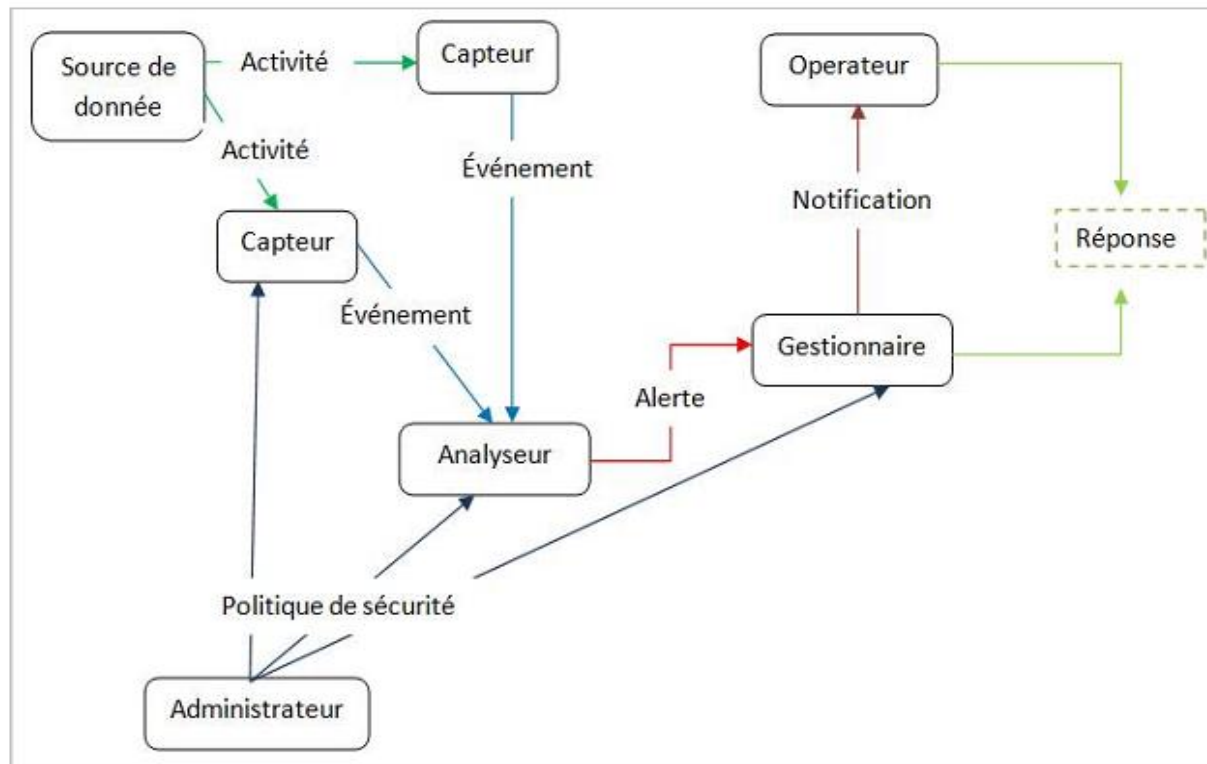 Source de
donnée
Activité
Capteur
Operateur
Activité
Événement
Notification
Capteur
Réponse
Événement
Gestionnaire
Alerte
Analyseur
Politique de sécurité
Administrateur